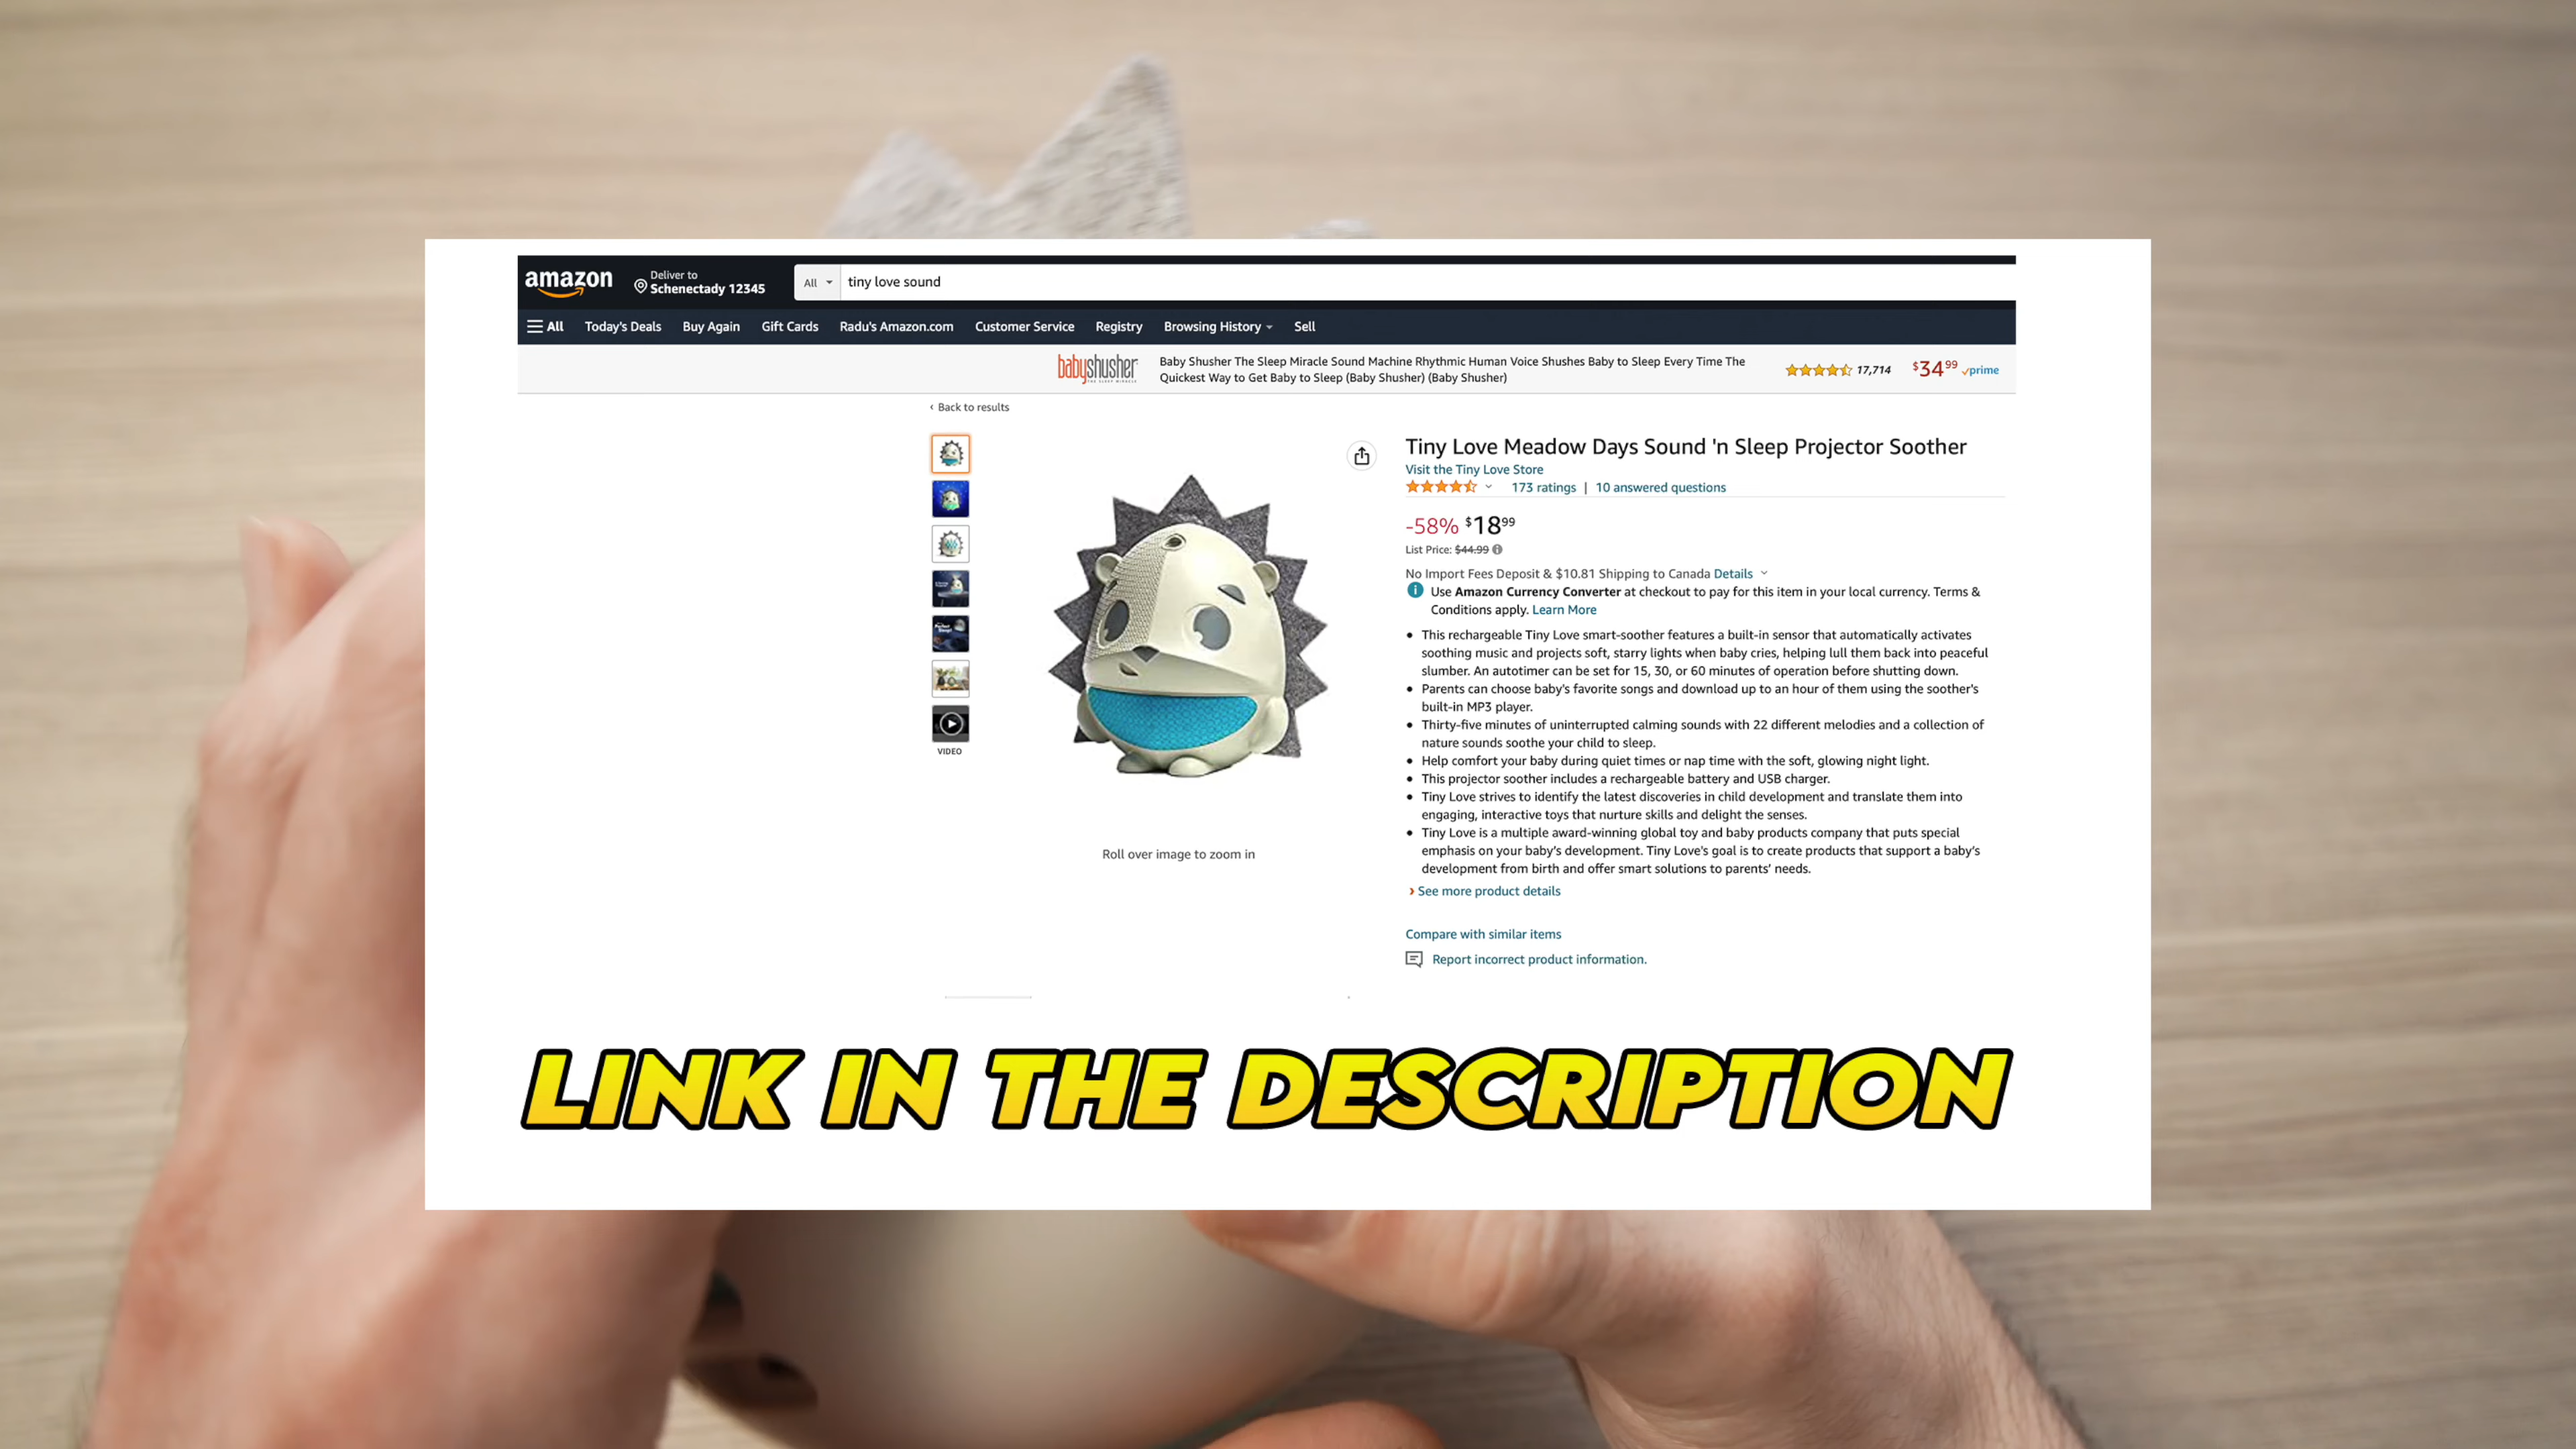 amazon
Deliver to
Schenectady 12345
All
tiny love sound
All Today's Deals Buy Again Gift Cards Radu's Amazon.com Customer Service Registry Browsing History Sell
babyshusher
Baby Shusher The Sleep Miracle Sound Machine Rhythmic Human Voice Shushes Baby to Sleep Every Time The
Quickest Way to Get Baby to Sleep (Baby Shusher) (Baby Shusher)
17,714 $34.99 prime
‹ Back to results
VIDEO
Roll over image to zoom in
Tiny Love Meadow Days Sound 'n Sleep Projector Soother
Visit the Tiny Love Store
173 ratings | 10 answered questions
-58% $18.99
List Price: $44.99
No Import Fees Deposit & $10.81 Shipping to Canada Details
Use Amazon Currency Converter at checkout to pay for this item in your local currency. Terms &
Conditions apply. Learn More
• This rechargeable Tiny Love smart-soother features a built-in sensor that automatically activates
soothing music and projects soft, starry lights when baby cries, helping lull them back into peaceful
slumber. An autotimer can be set for 15, 30, or 60 minutes of operation before shutting down.
• Parents can choose baby's favorite songs and download up to an hour of them using the soother's
built-in MP3 player.
• Thirty-five minutes of uninterrupted calming sounds with 22 different melodies and a collection of
nature sounds soothe your child to sleep.
• Help comfort your baby during quiet times or nap time with the soft, glowing night light.
• This projector soother includes a rechargeable battery and USB charger.
• Tiny Love strives to identify the latest discoveries in child development and translate them into
engaging, interactive toys that nurture skills and delight the senses.
• Tiny Love is a multiple award-winning global toy and baby products company that puts special
emphasis on your baby's development. Tiny Love's goal is to create products that support a baby's
development from birth and offer smart solutions to parents' needs.
› See more product details
Compare with similar items
Report incorrect product information.
LINK IN THE DESCRIPTION